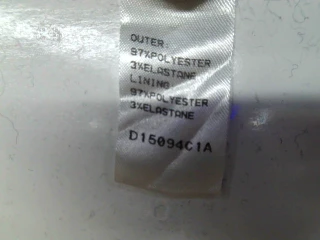 OUTER:
97%POLYESTER
3%ELASTANE
LINING
97%POLYESTER
3%ELASTANE
D15094C1A